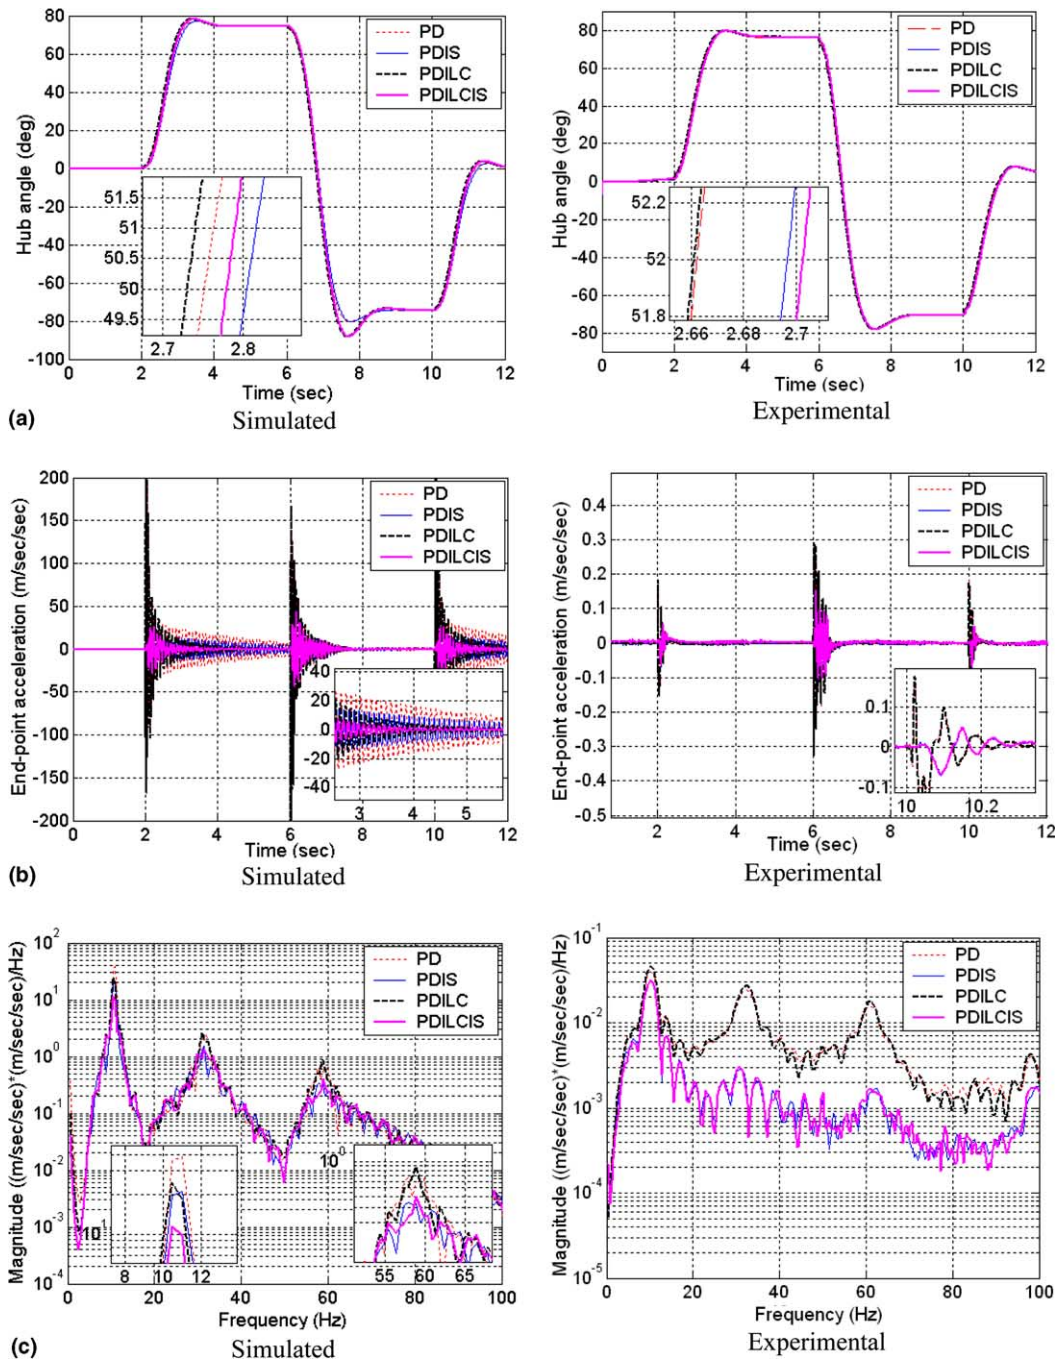 80
60
40
20
0
-20
-40
-60
-80
-100
Hub angle (deg)
PD
PDIS
PDILC
PDILCIS
51.5
51
50.5
50
49.5
2.7
2.8
0
2
4
6
8
10
12
Time (sec)
(a)
Simulated
80
60
40
20
0
-20
-40
-60
-80
Hub angle (deg)
PD
PDIS
PDILC
PDILCIS
52.2
52
51.8
2.66
2.68
2.7
0
2
4
6
8
10
12
Time (sec)
Experimental
200
150
100
50
0
-50
-100
-150
-200
End-point acceleration (m/sec/sec)
PD
PDIS
PDILC
PDILCIS
40
20
0
-20
-40
3
4
5
0
2
4
6
8
10
12
Time (sec)
(b)
Simulated
0.4
0.3
0.2
0.1
0
-0.1
-0.2
-0.3
-0.4
-0.5
End-point acceleration (m/sec/sec)
PD
PDIS
PDILC
PDILCIS
0.1
0
-0.1
10
10.2
2
4
6
8
10
12
Time (sec)
Experimental
10^2
10^1
10^0
10^-1
10^-2
10^-3
10^-4
Magnitude ((m/sec/sec)*(m/sec/sec)/Hz)
PD
PDIS
PDILC
PDILCIS
10^1
8
10
12
10^0
55
60
65
0
20
40
60
80
100
Frequency (Hz)
(c)
Simulated
10^-1
10^-2
10^-3
10^-4
10^-5
Magnitude ((m/sec/sec)*(m/sec/sec)/Hz)
PD
PDIS
PDILC
PDILCIS
0
20
40
60
80
100
Frequency (Hz)
Experimental